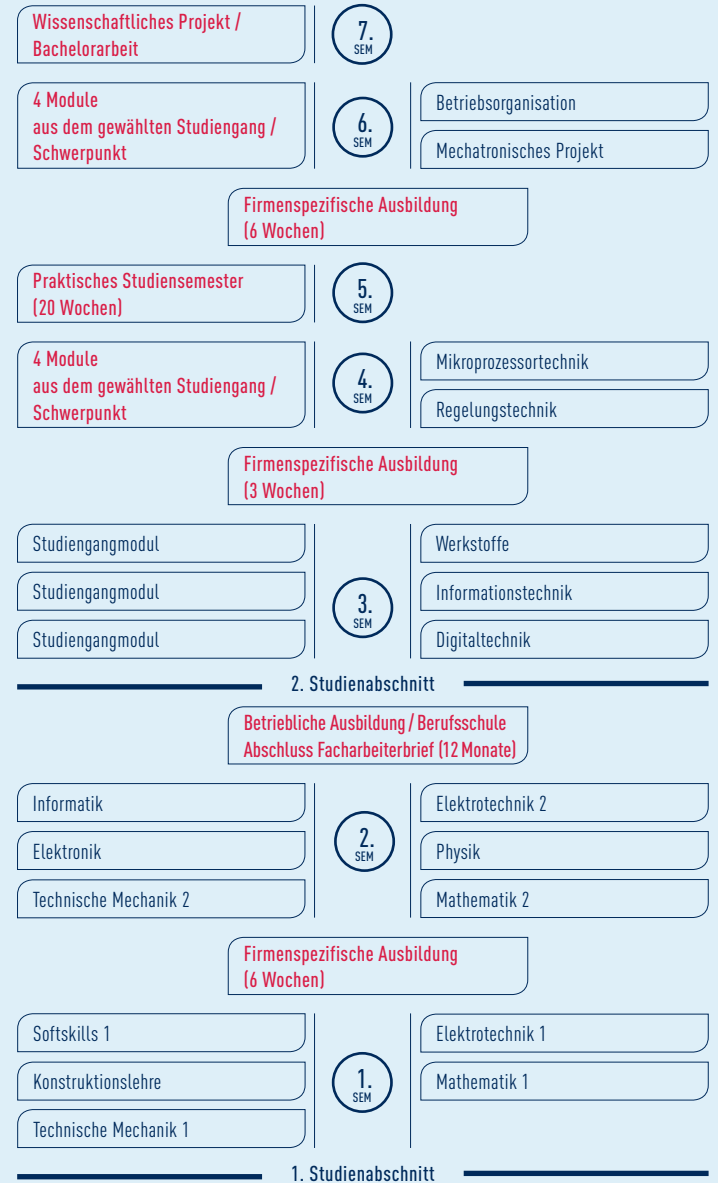 Wissenschaftliches Projekt /
Bachelorarbeit
7.
SEM
4 Module
aus dem gewählten Studiengang /
Schwerpunkt
6.
SEM
Betriebsorganisation
Mechatronisches Projekt
Firmenspezifische Ausbildung
(6 Wochen)
Praktisches Studiensemester
(20 Wochen)
5.
SEM
4 Module
aus dem gewählten Studiengang /
Schwerpunkt
4.
SEM
Mikroprozessortechnik
Regelungstechnik
Firmenspezifische Ausbildung
(3 Wochen)
Studiengangmodul
Studiengangmodul
Studiengangmodul
3.
SEM
Werkstoffe
Informationstechnik
Digitaltechnik
2. Studienabschnitt
Betriebliche Ausbildung / Berufsschule
Abschluss Facharbeiterbrief (12 Monate)
Informatik
Elektronik
Technische Mechanik 2
2.
SEM
Elektrotechnik 2
Physik
Mathematik 2
Firmenspezifische Ausbildung
(6 Wochen)
Softskills 1
Konstruktionslehre
Technische Mechanik 1
1.
SEM
Elektrotechnik 1
Mathematik 1
1. Studienabschnitt